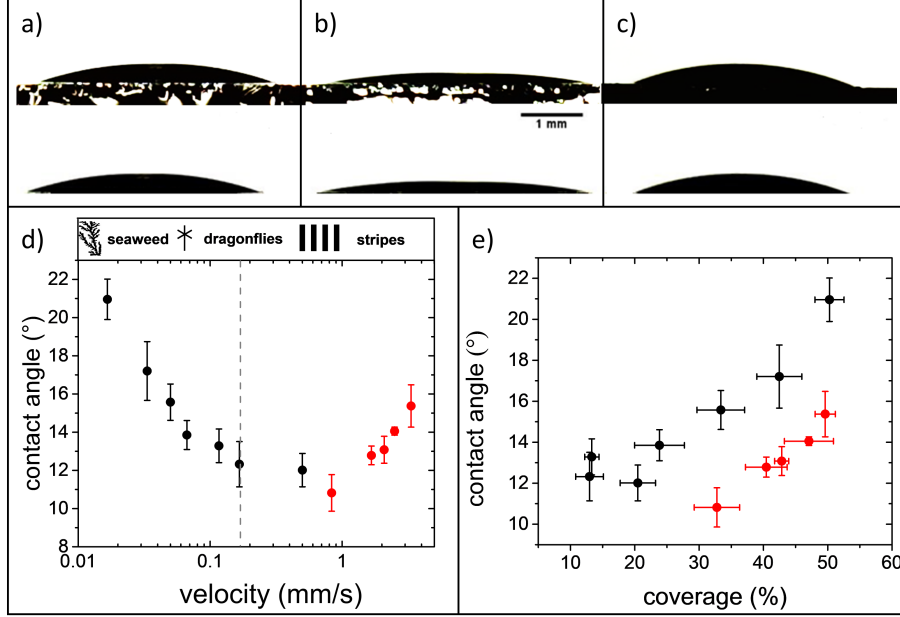 a)
b)
c)
1 mm
d)
seaweed dragonflies stripes
22
20
18
16
14
12
10
8
contact angle (°)
0.01 0.1 1
velocity (mm/s)
e)
22
20
18
16
14
12
10
contact angle (°)
10 20 30 40 50 60
coverage (%)